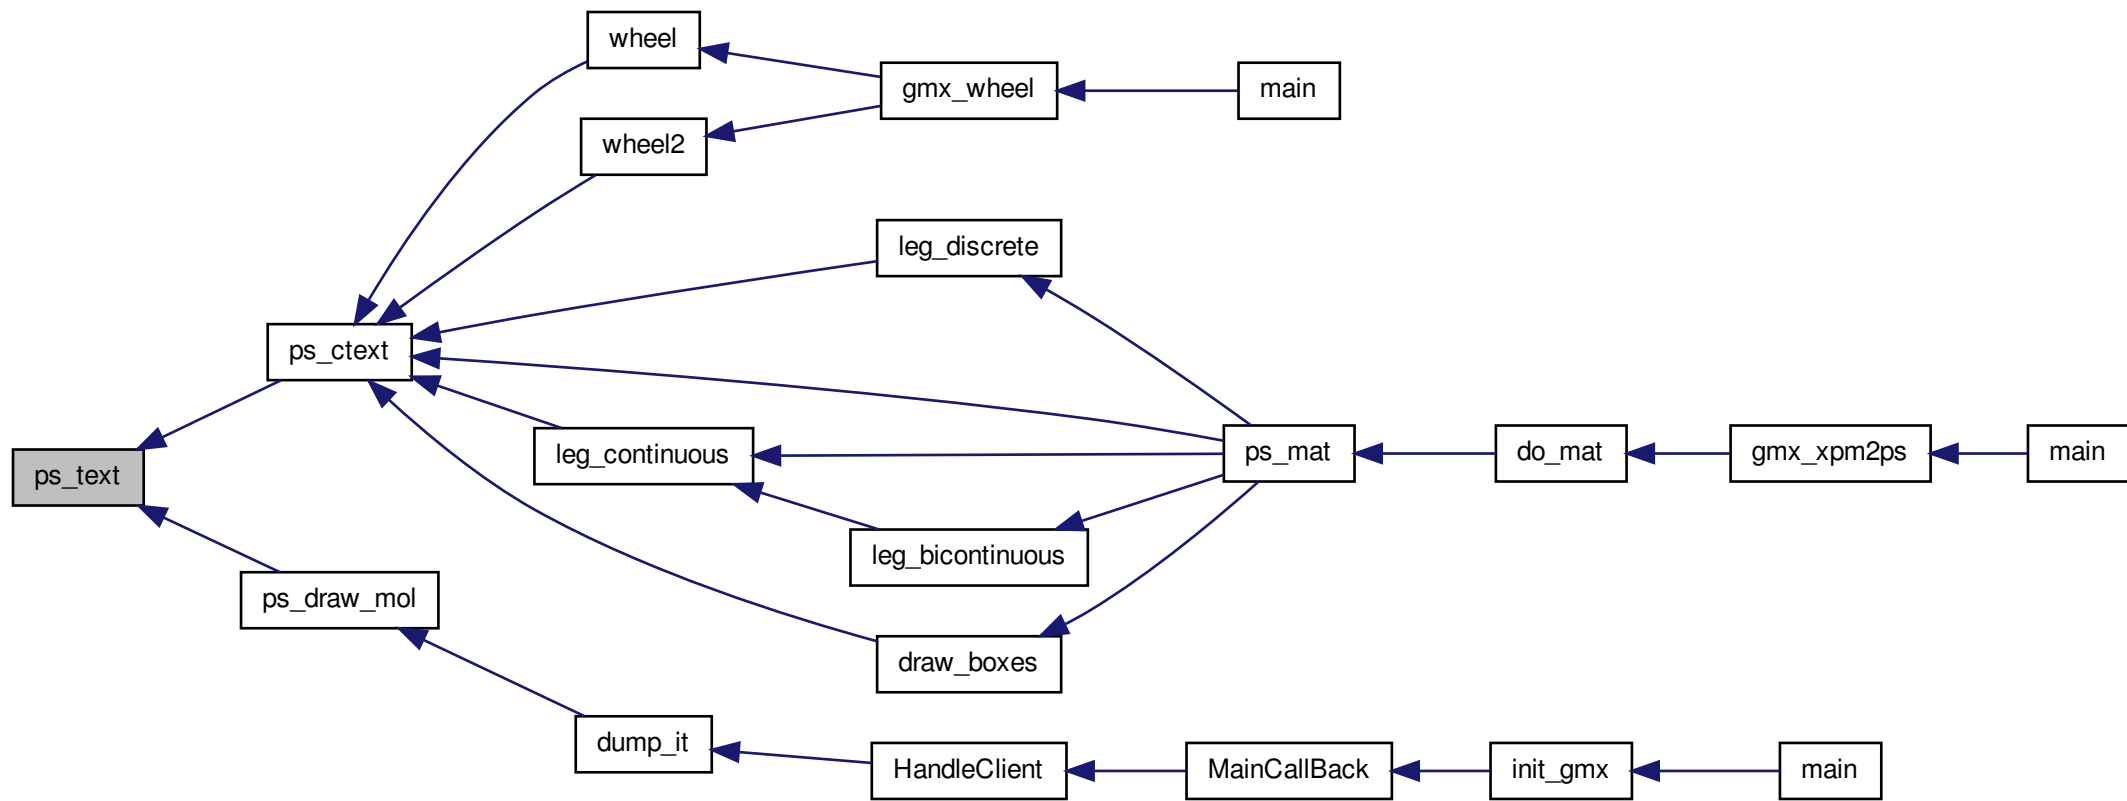 wheel
gmx_wheel
main
wheel2
leg_discrete
ps_ctext
leg_continuous
ps_mat
do_mat
gmx_xpm2ps
main
ps_text
leg_bicontinuous
ps_draw_mol
draw_boxes
dump_it
HandleClient
MainCallBack
init_gmx
main